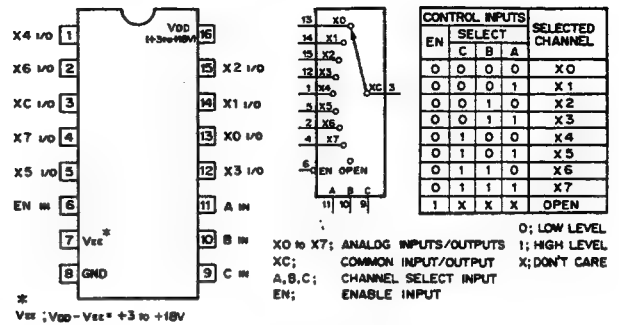 VDD
(+3to+18V)
X4 I/O 1
16
X6 I/O 2
15 X2 I/O
XC I/O 3
14 X1 I/O
X7 I/O 4
13 X0 I/O
X5 I/O 5
12 X3 I/O
EN IN 6
11 A IN
7 VEE*
10 B IN
8 GND
9 C IN
*
VEE ; VDD-VEE= +3 to +18V
13 X0
14 X1
15 X2
12 X3
1 X4
XC 3
5 X5
2 X6
4 X7
6 EN OPEN
A B C
11 10 9
CONTROL INPUTS SELECTED CHANNEL
EN SELECT
C B A
0 0 0 0 X0
0 0 0 1 X1
0 0 1 0 X2
0 0 1 1 X3
0 1 0 0 X4
0 1 0 1 X5
0 1 1 0 X6
0 1 1 1 X7
1 X X X OPEN
0; LOW LEVEL
1; HIGH LEVEL
X; DON'T CARE
X0 to X7; ANALOG INPUTS/OUTPUTS
XC; COMMON INPUT/OUTPUT
A,B,C; CHANNEL SELECT INPUT
EN; ENABLE INPUT